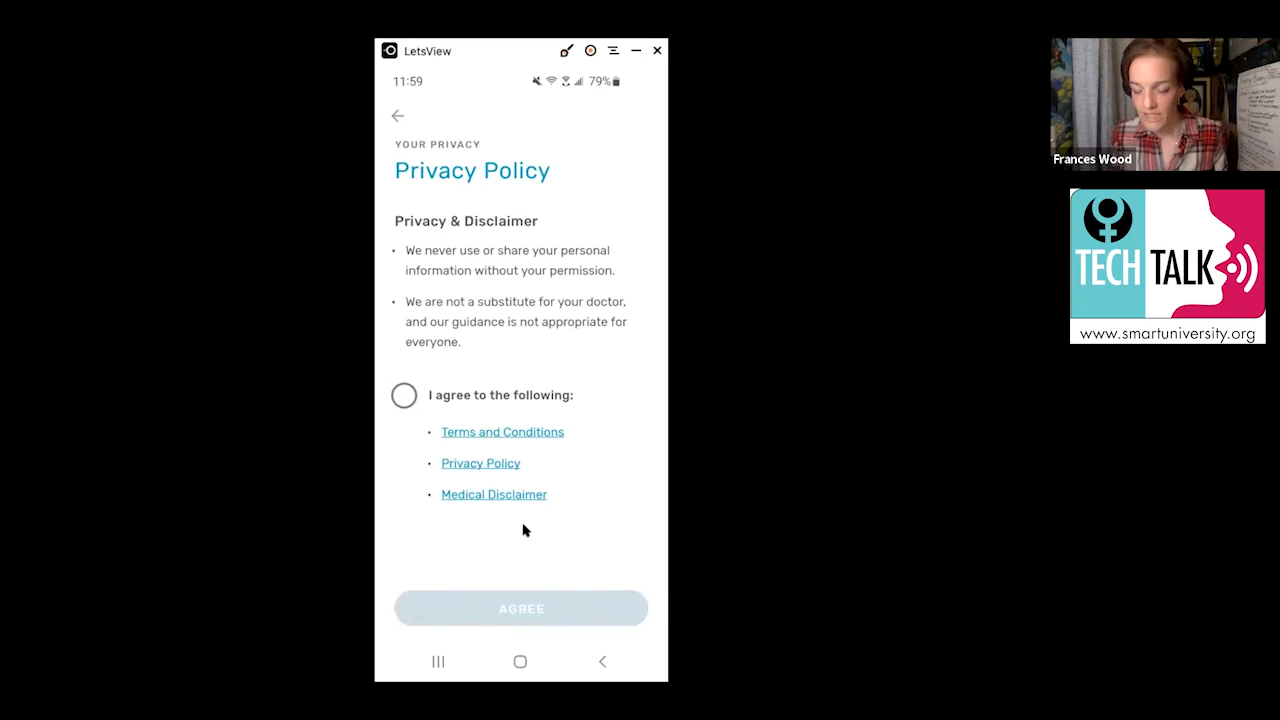 LetsView
11:59
79%
YOUR PRIVACY
Privacy Policy
Privacy & Disclaimer
• We never use or share your personal
information without your permission.
• We are not a substitute for your doctor,
and our guidance is not appropriate for
everyone.
I agree to the following:
• Terms and Conditions
• Privacy Policy
• Medical Disclaimer
AGREE
Frances Wood
TECH TALK
www.smartuniversity.org